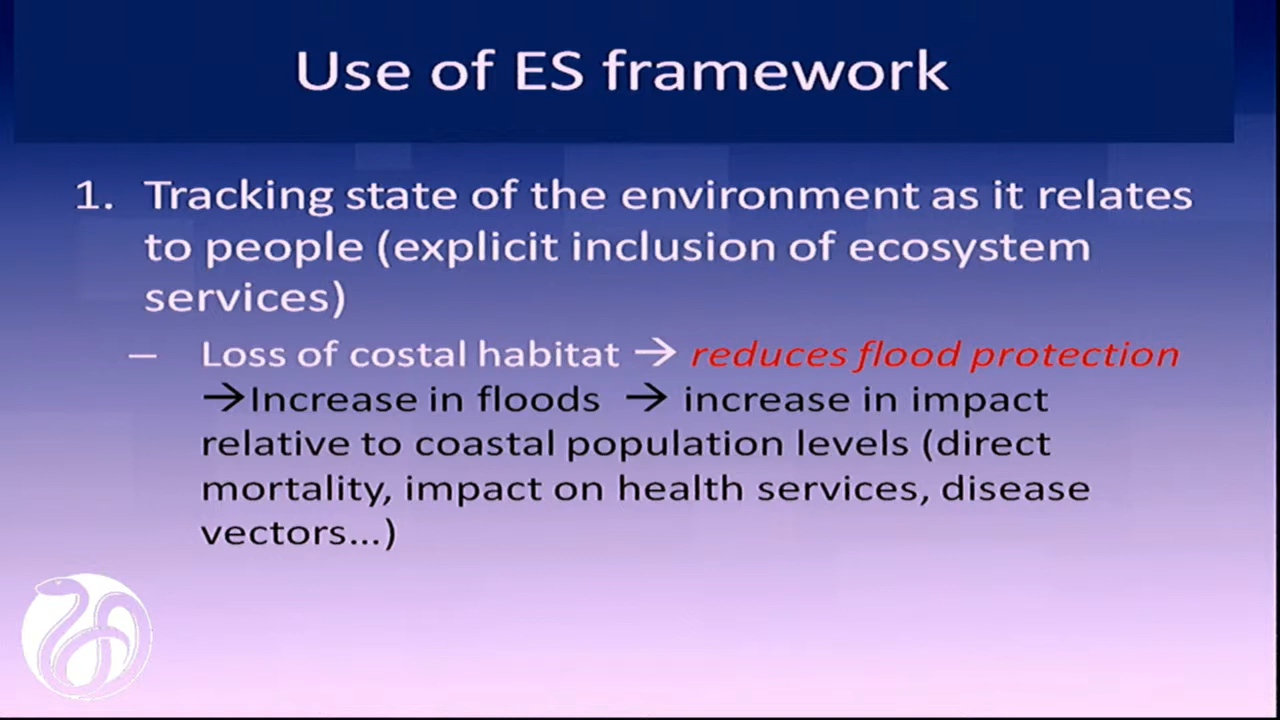 Use of ES framework
1. Tracking state of the environment as it relates
to people (explicit inclusion of ecosystem
services)
– Loss of costal habitat → reduces flood protection
→Increase in floods → increase in impact
relative to coastal population levels (direct
mortality, impact on health services, disease
vectors...)